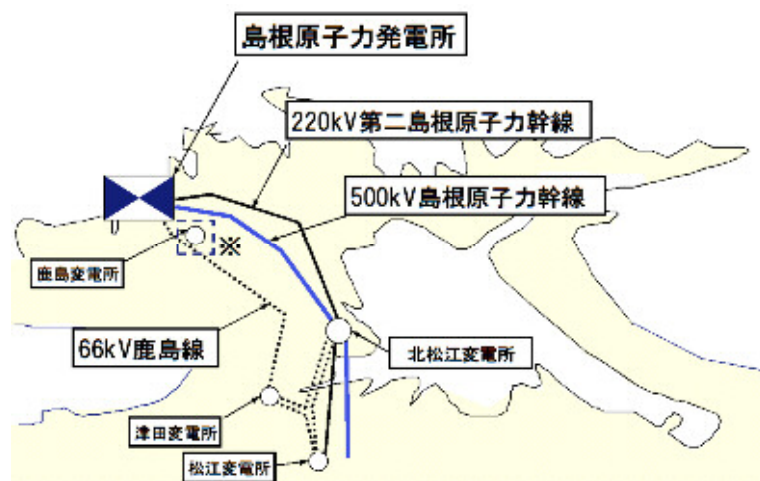 島根原子力発電所
220kV第二島根原子力幹線
500kV島根原子力幹線
※
鹿島変電所
66kV鹿島線
北松江変電所
津田変電所
松江変電所